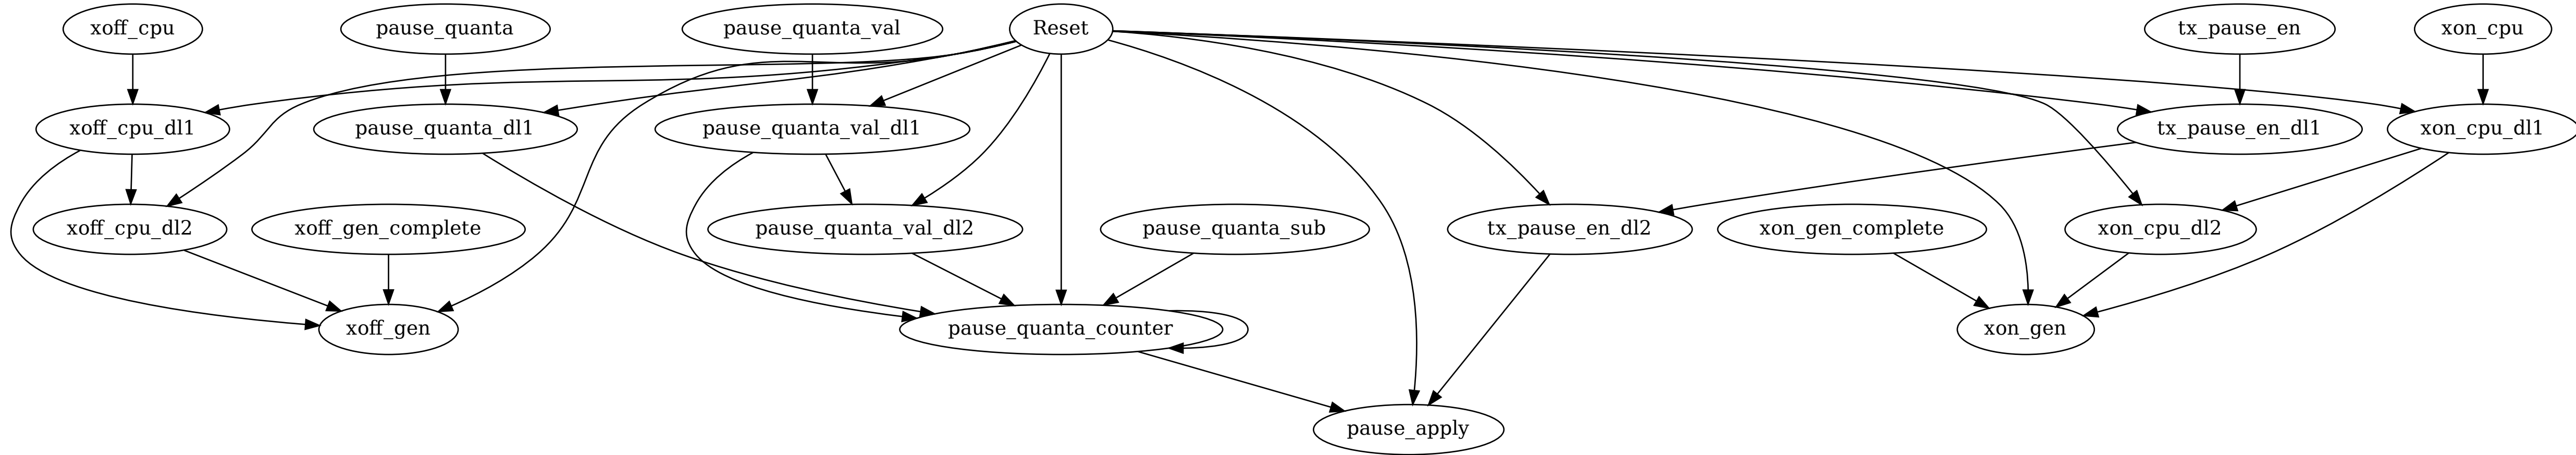 xoff_cpu
pause_quanta
pause_quanta_val
Reset
tx_pause_en
xon_cpu
xoff_cpu_dl1
pause_quanta_dl1
pause_quanta_val_dl1
tx_pause_en_dl1
xon_cpu_dl1
xoff_cpu_dl2
xoff_gen_complete
pause_quanta_val_dl2
pause_quanta_sub
tx_pause_en_dl2
xon_gen_complete
xon_cpu_dl2
xoff_gen
pause_quanta_counter
xon_gen
pause_apply